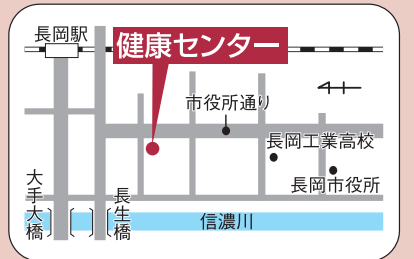 長岡駅
健康センター
市役所通り
長岡工業高校
長岡市役所
大手大橋
長生橋
信濃川